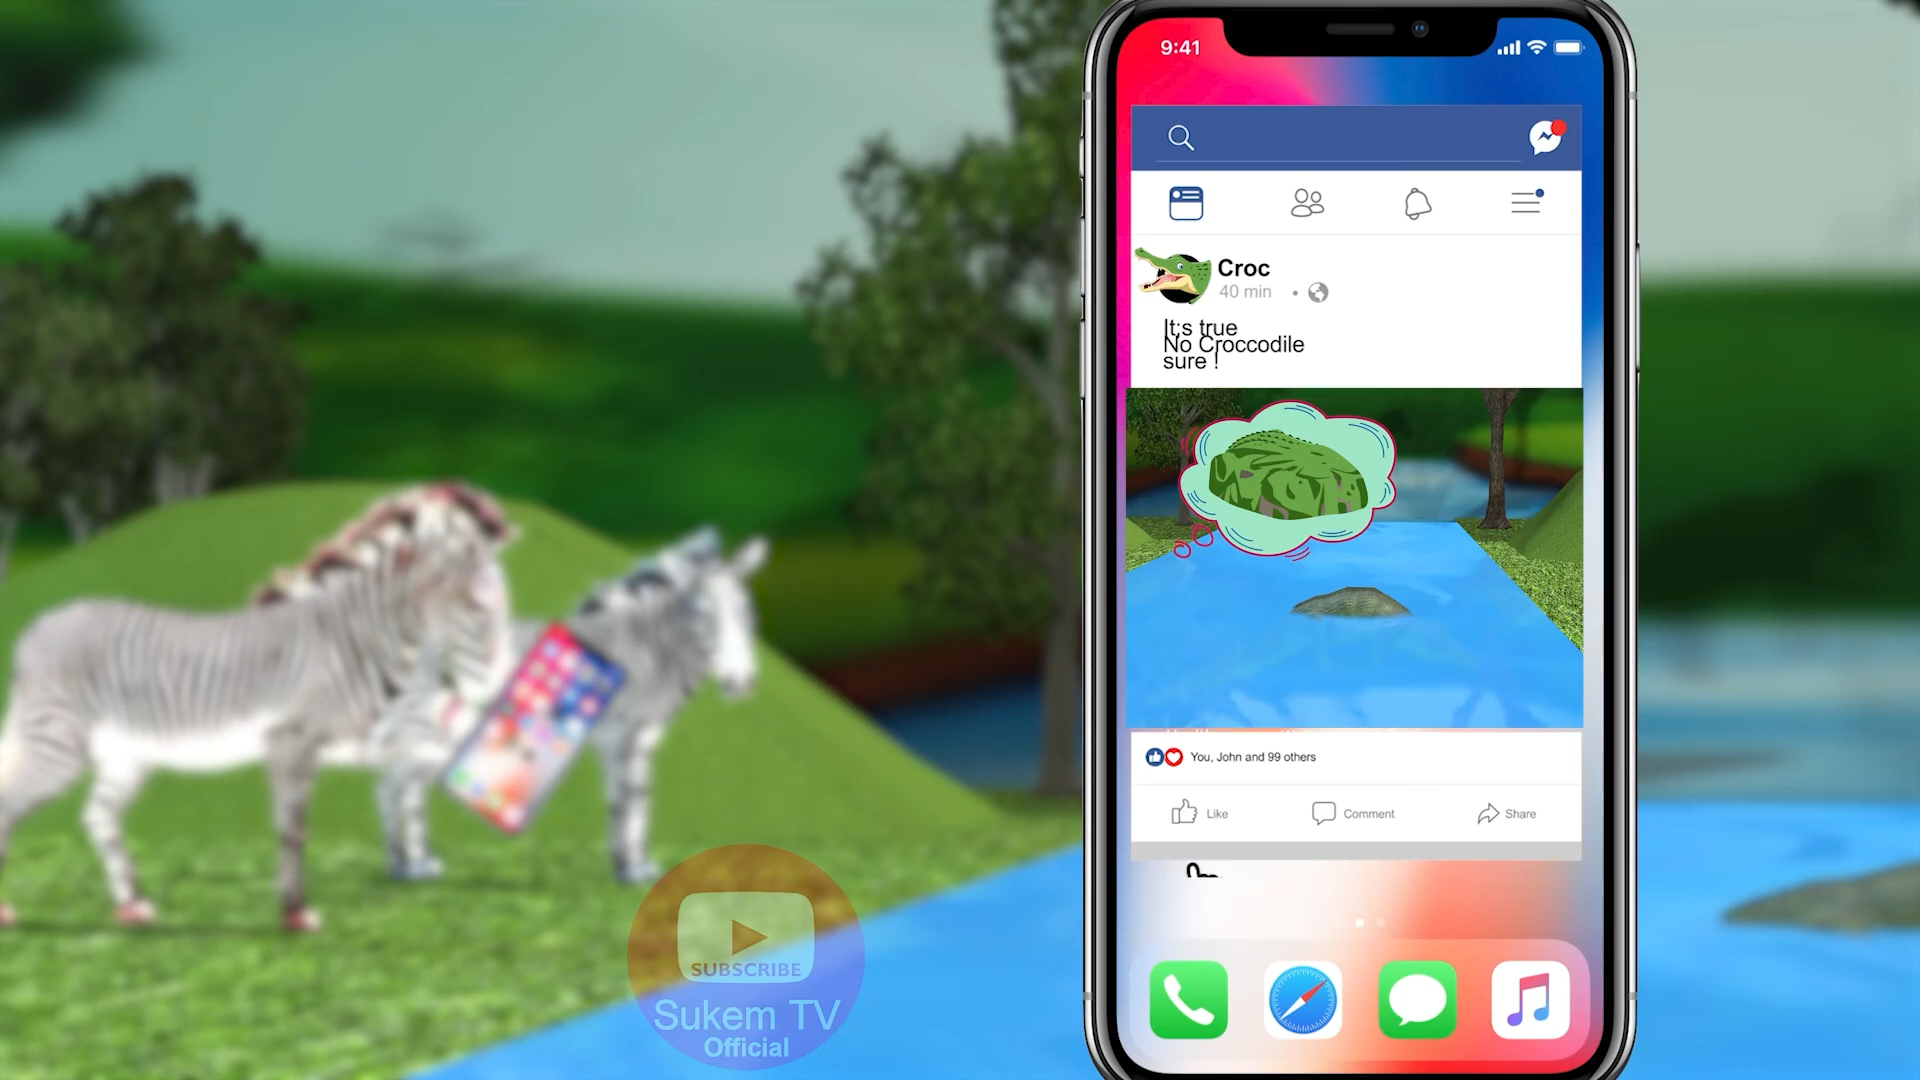 9:41
Croc
40 min
It;s true
No Croccodile
sure !
You, John and 99 others
Like
Comment
Share
SUBSCRIBE
Sukem TV
Official